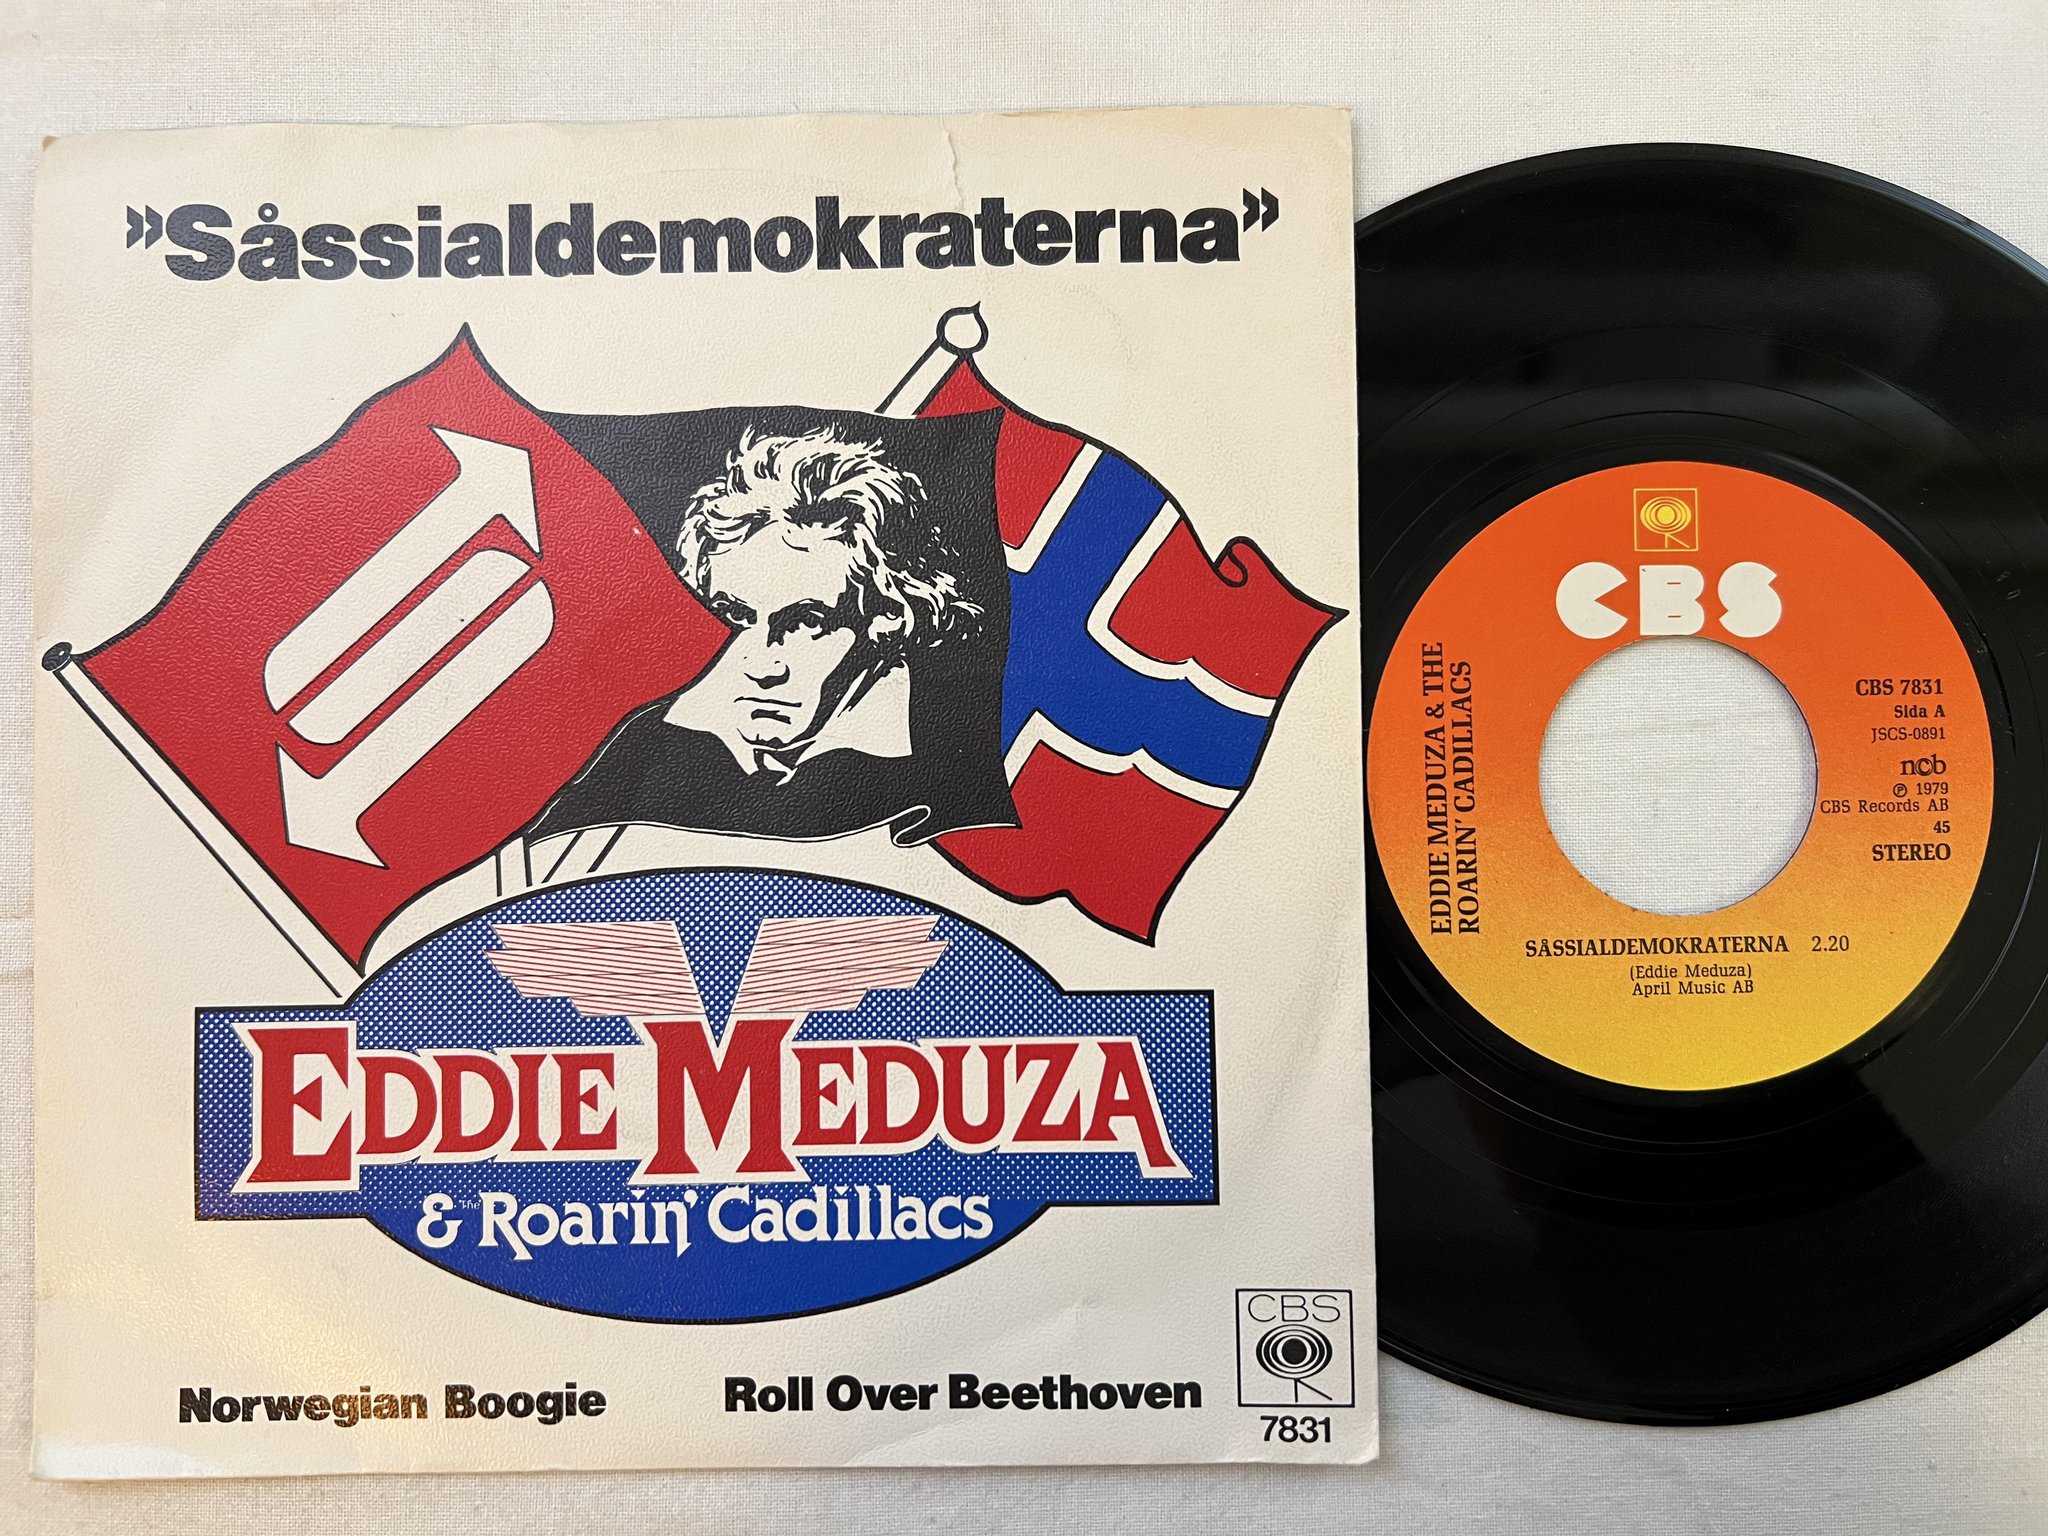 »Såssialdemokraterna»
EDDIE MEDUZA
& The Roarin' Cadillacs
Norwegian Boogie
Roll Over Beethoven
CBS
7831
CBS
EDDIE MEDUZA & THE
ROARIN' CADILLACS
CBS 7831
Sida A
JSCS-0891
ncb
℗ 1979
CBS Records AB
45
STEREO
SÅSSIALDEMOKRATERNA 2.20
(Eddie Meduza)
April Music AB